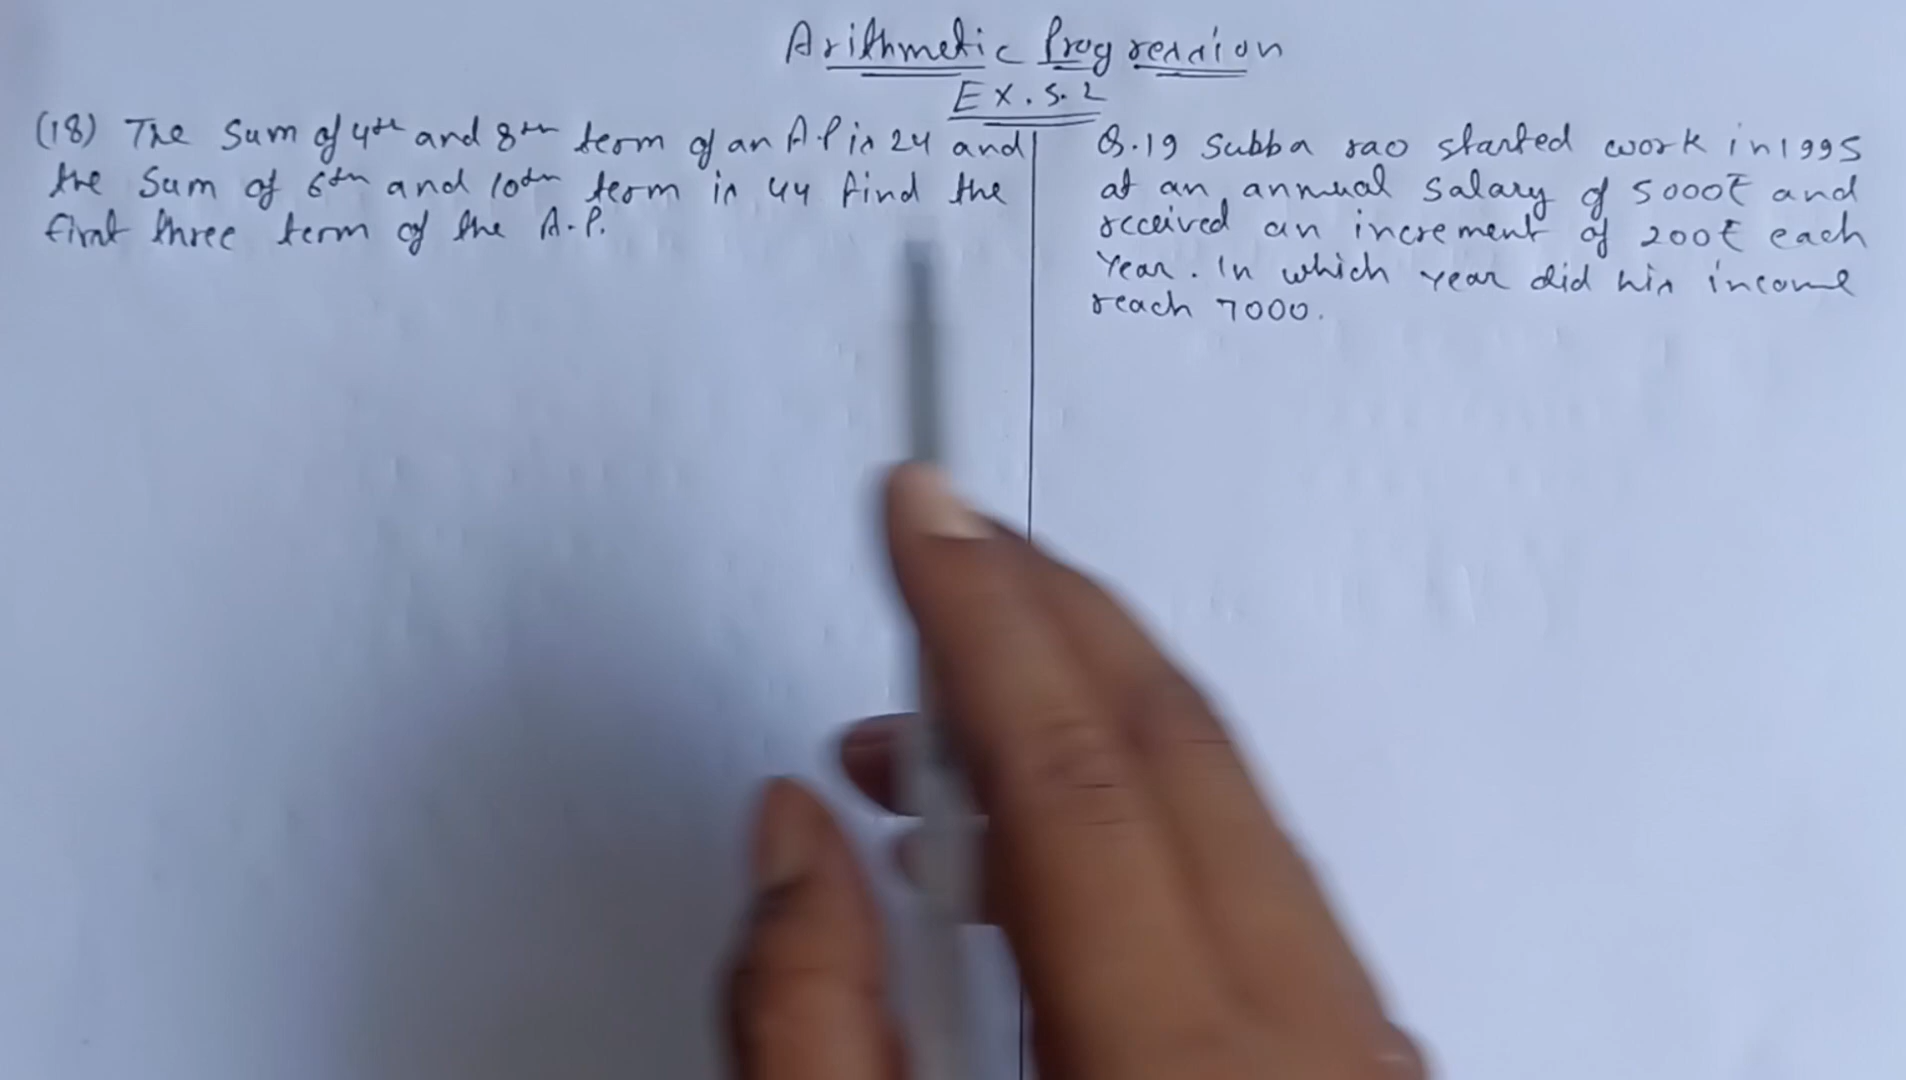 Arithmetic Progression
Ex. 5.2
(18) The Sum of 4th and 8th term of an A.P is 24 and
the Sum of 6th and 10th term is 44 find the
first three term of the A.P.
Q.19 Subba rao started work in 1995
at an annual salary of 5000₹ and
received an increment of 200₹ each
Year. In which year did his income
reach 7000.